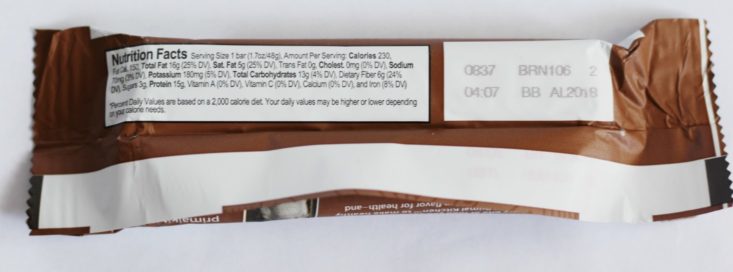 Nutrition Facts Serving Size 1 bar (1.7oz/48g), Amount Per Serving: Calories 230,
Fat Cal. 150, Total Fat 16g (25% DV), Sat. Fat 5g (25% DV), Trans Fat 0g, Cholest. 0mg (0% DV), Sodium
70mg (3% DV), Potassium 180mg (5% DV), Total Carbohydrates 13g (4% DV), Dietary Fiber 6g (24%
DV), Sugars 3g, Protein 15g, Vitamin A (0% DV), Vitamin C (0% DV), Calcium (0% DV), and Iron (8% DV)
*Percent Daily Values are based on a 2,000 calorie diet. Your daily values may be higher or lower depending
on your calorie needs.
0837 BRN106 2
04:07 BB AL2018
flavor for health–and